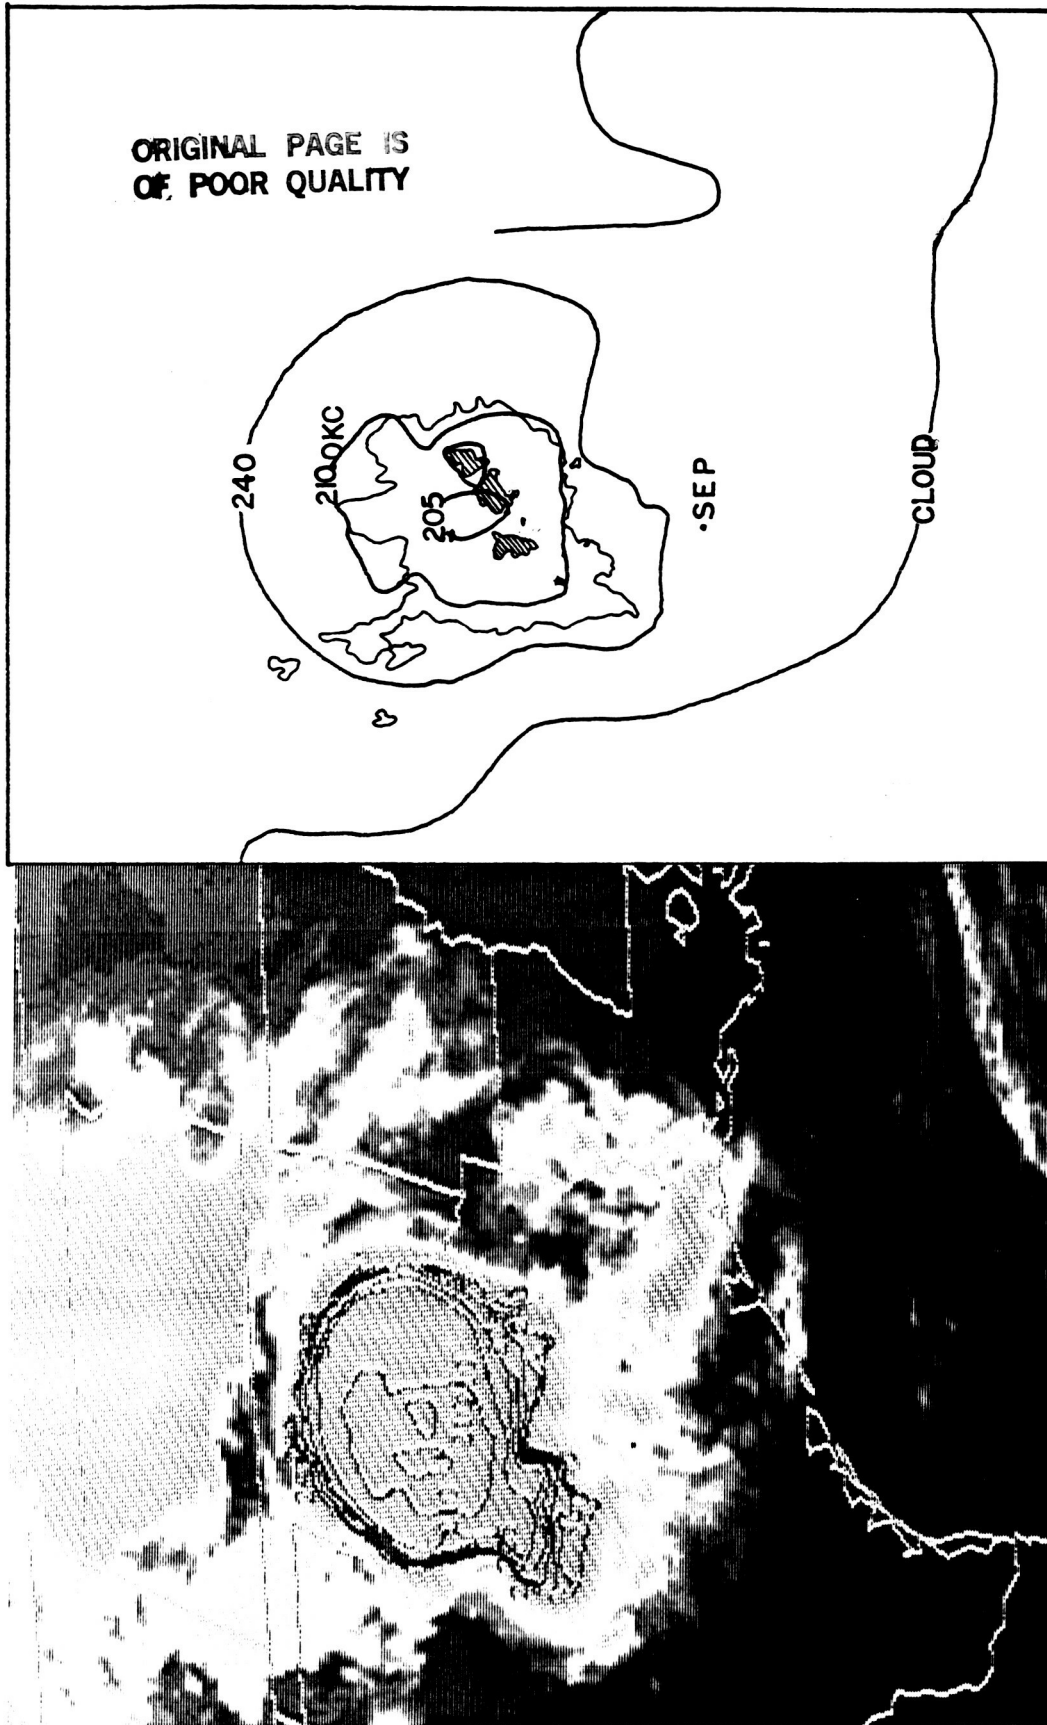 ORIGINAL PAGE IS
OF POOR QUALITY
240
210
OKC
205
.SEP
CLOUD